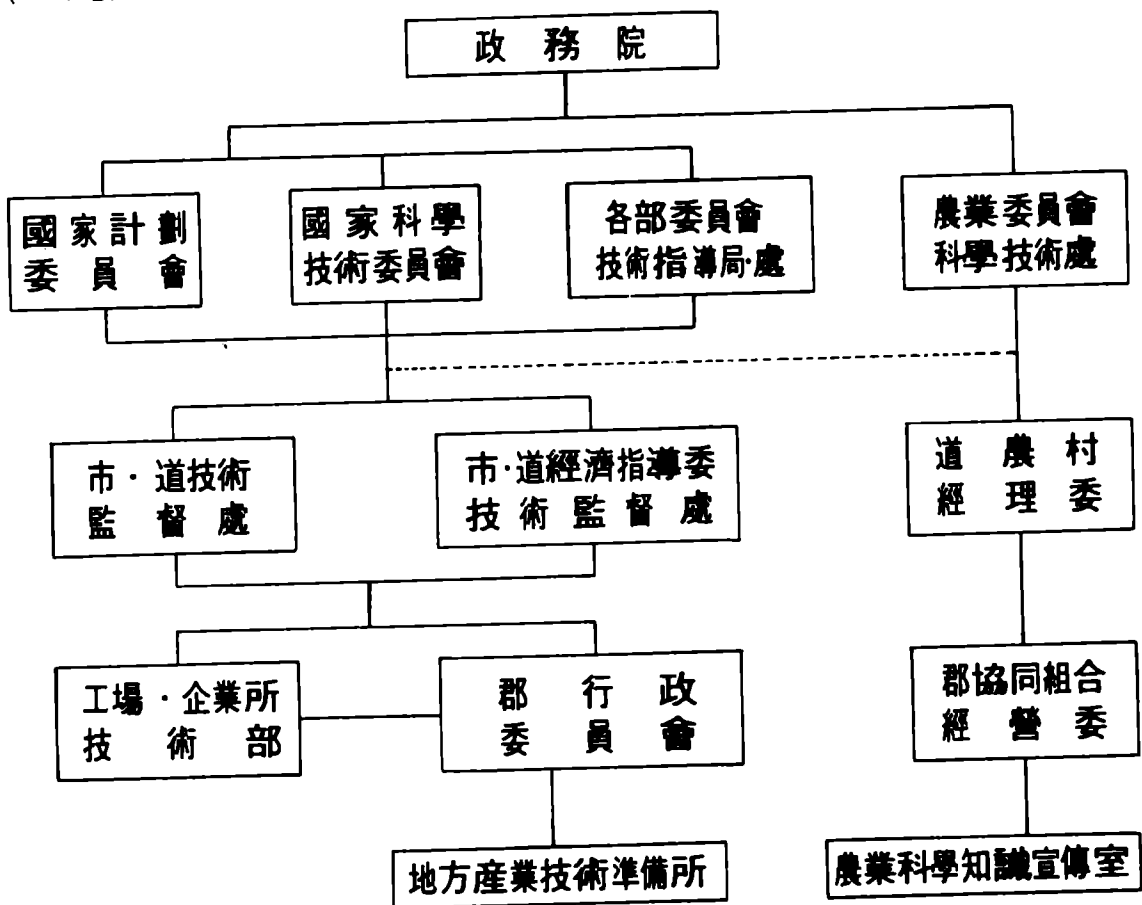 政務院
國家計劃
委員會
國家科學
技術委員會
各部委員會
技術指導局·處
農業委員會
科學技術處
市·道技術
監督處
市·道經濟指導委
技術監督處
道農村
經理委
工場·企業所
技術部
郡行政
委員會
郡協同組合
經營委
地方産業技術準備所
農業科學知識宣傳室